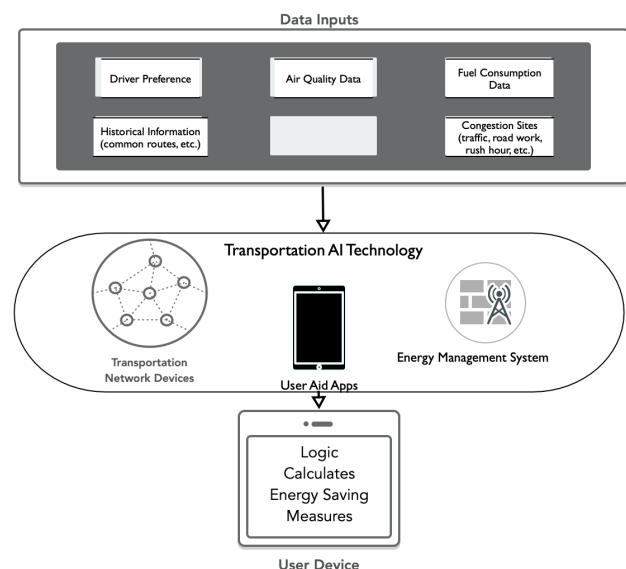 Data Inputs
Driver Preference
Air Quality Data
Fuel Consumption
Data
Historical Information
(common routes, etc.)
Congestion Sites
(traffic, road work,
rush hour, etc.)
Transportation AI Technology
Transportation
Network Devices
User Aid Apps
Energy Management System
Logic
Calculates
Energy Saving
Measures
User Device